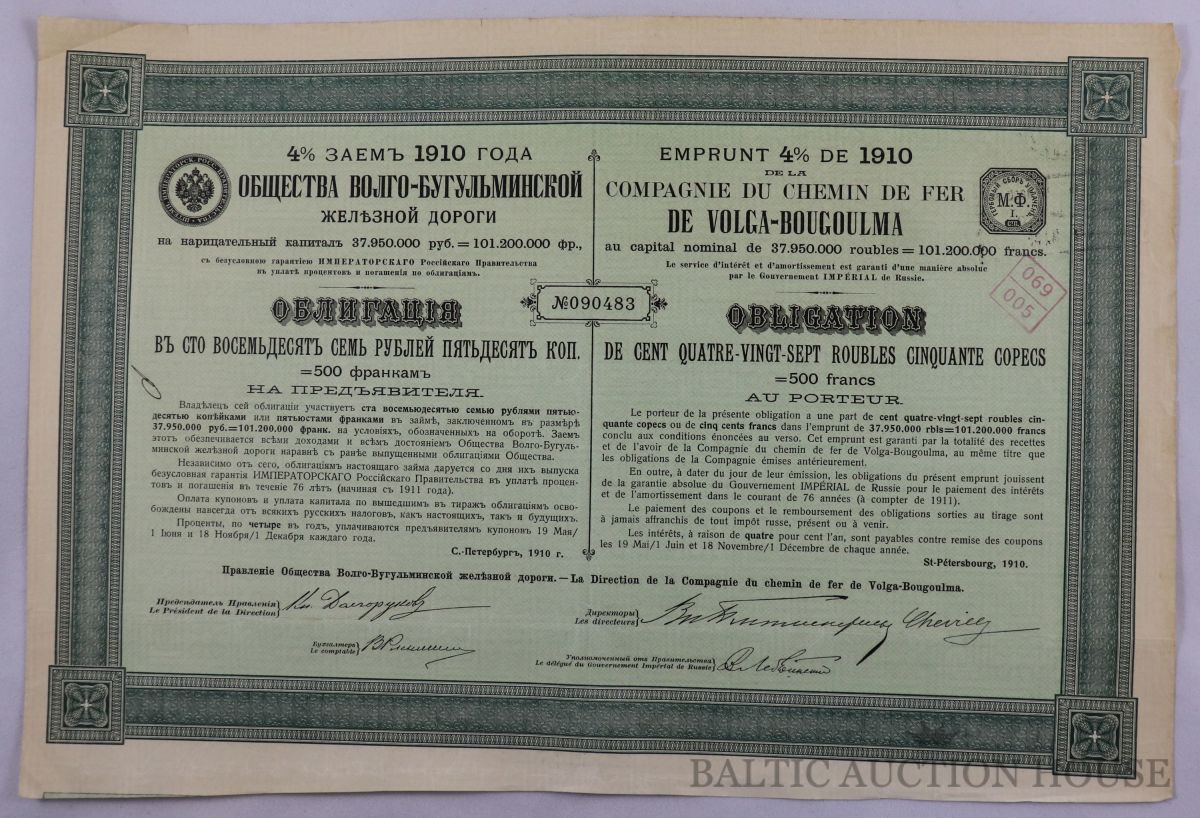 4% ЗАЕМЪ 1910 ГОДА
ОБЩЕСТВА ВОЛГО-БУГУЛЬМИНСКОЙ
ЖЕЛѢЗНОЙ ДОРОГИ
на нарицательный капиталъ 37.950.000 руб. = 101.200.000 фр.,
съ безусловною гарантіею ИМПЕРАТОРСКАГО Россійскаго Правительства
въ уплатѣ процентовъ и погашенія по облигаціямъ.
EMPRUNT 4% DE 1910
DE LA
COMPAGNIE DU CHEMIN DE FER
DE VOLGA-BOUGOULMA
au capital nominal de 37.950.000 roubles = 101.200.000 francs.
Le service d'intérêt et d'amortissement est garanti d'une manière absolue
par le Gouvernement IMPÉRIAL de Russie.
М.Ф.
069
005
№090483
ОБЛИГАЦІЯ
ВЪ СТО ВОСЕМЬДЕСЯТЪ СЕМЬ РУБЛЕЙ ПЯТЬДЕСЯТЪ КОП.
=500 франкамъ
НА ПРЕДЪЯВИТЕЛЯ.
Владѣлецъ сей облигаціи участвуетъ ста восемьюдесятью семью рублями пятью-
десятью копѣйками или пятьюстами франками въ займѣ, заключенномъ въ размѣрѣ
37.950.000 руб.=101.200.000 франк. на условіяхъ, обозначенныхъ на оборотѣ. Заемъ
этотъ обезпечивается всѣми доходами и всѣмъ достояніемъ Общества Волго-Бугуль-
минской желѣзной дороги наравнѣ съ ранѣе выпущенными облигаціями Общества.
Независимо отъ сего, облигаціямъ настоящаго займа даруется со дня ихъ выпуска
безусловная гарантія ИМПЕРАТОРСКАГО Россійскаго Правительства въ уплатѣ процен-
товъ и погашенія въ теченіе 76 лѣтъ (начиная съ 1911 года).
Оплата купоновъ и уплата капитала по вышедшимъ въ тиражъ облигаціямъ осво-
бождены навсегда отъ всякихъ русскихъ налоговъ, какъ настоящихъ, такъ и будущихъ.
Проценты, по четыре въ годъ, уплачиваются предъявителямъ купоновъ 19 Мая/
1 Іюня и 18 Ноября/1 Декабря каждаго года.
С.-Петербургъ, 1910 г.
OBLIGATION
DE CENT QUATRE-VINGT-SEPT ROUBLES CINQUANTE COPECS
=500 francs
AU PORTEUR.
Le porteur de la présente obligation a une part de cent quatre-vingt-sept roubles cin-
quante copecs ou de cinq cents francs dans l'emprunt de 37.950.000 rbls=101.200.000 francs
conclu aux conditions énoncées au verso. Cet emprunt est garanti par la totalité des recettes
et de l'avoir de la Compagnie du chemin de fer de Volga-Bougoulma, au même titre que
les obligations de la Compagnie émises antérieurement.
En outre, à dater du jour de leur émission, les obligations du présent emprunt jouissent
de la garantie absolue du Gouvernement IMPÉRIAL de Russie pour le paiement des intérêts
et de l'amortissement dans le courant de 76 années (à compter de 1911).
Le paiement des coupons et le remboursement des obligations sorties au tirage sont
à jamais affranchis de tout impôt russe, présent ou à venir.
Les intérêts, à raison de quatre pour cent l'an, sont payables contre remise des coupons
les 19 Mai/1 Juin et 18 Novembre/1 Décembre de chaque année.
St-Pétersbourg, 1910.
Правленіе Общества Волго-Бугульминской желѣзной дороги.—La Direction de la Compagnie du chemin de fer de Volga-Bougoulma.
Предсѣдатель Правленія
Le Président de la Direction
Кн. Долгоруковъ
Директоры
Les directeurs
Бухгалтеръ
Le comptable
Уполномоченный отъ Правительства
Le délégué du Gouvernement Impérial de Russie
BALTIC AUCTION HOUSE